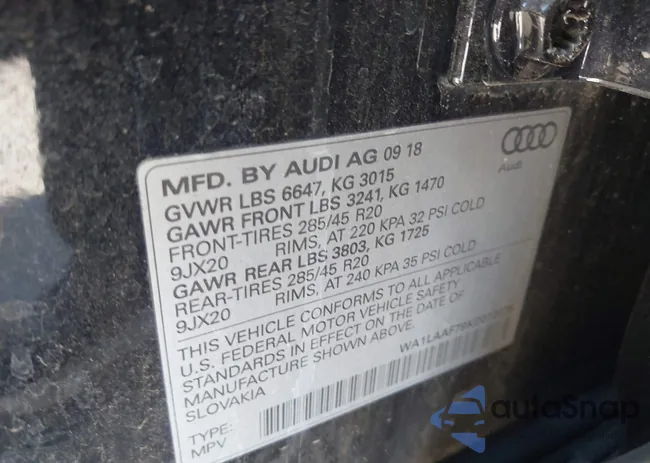 MFD. BY AUDI AG 09 18
GVWR LBS 6647, KG 3015
GAWR FRONT LBS 3241, KG 1470
FRONT-TIRES 285/45 R20
9JX20 RIMS, AT 220 KPA 32 PSI COLD
GAWR REAR LBS 3803, KG 1725
REAR-TIRES 285/45 R20
9JX20 RIMS, AT 240 KPA 35 PSI COLD
THIS VEHICLE CONFORMS TO ALL APPLICABLE
U.S. FEDERAL MOTOR VEHICLE SAFETY
STANDARDS IN EFFECT ON THE DATE OF
MANUFACTURE SHOWN ABOVE.
SLOVAKIA
TYPE:
MPV
Audi
autaSnap